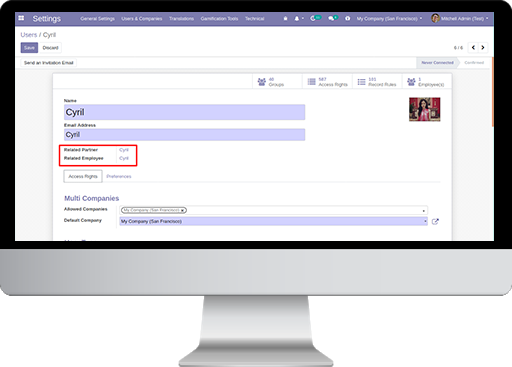 Settings General Settings Users & Companies Translations Gamification Tools Technical My Company (San Francisco) Mitchell Admin (Test)
Users / Cyril
Save Discard 5 / 5
Send an Invitation Email Never Connected Confirmed
Groups
587 Access Rights
101 Record Rules
1 Employee(s)
Name
Cyril
Email Address
Cyril
Related Partner Cyril
Related Employee Cyril
Access Rights Preferences
Multi Companies
Allowed Companies My Company (San Francisco)
Default Company My Company (San Francisco)